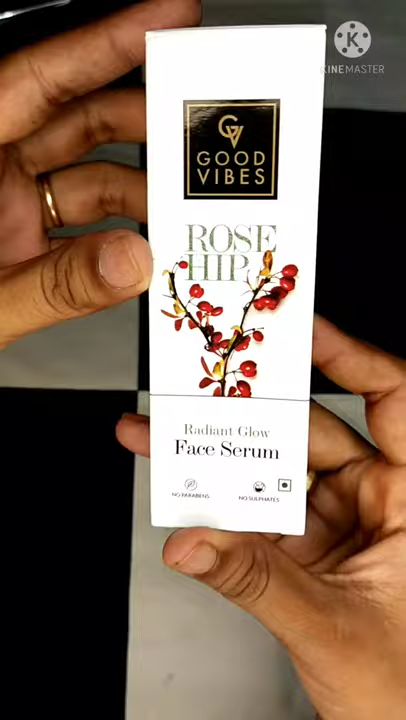 KINEMASTER
GOOD
VIBES
ROSE
HIP
Radiant Glow
Face Serum
NO PARABENS
NO SULPHATES